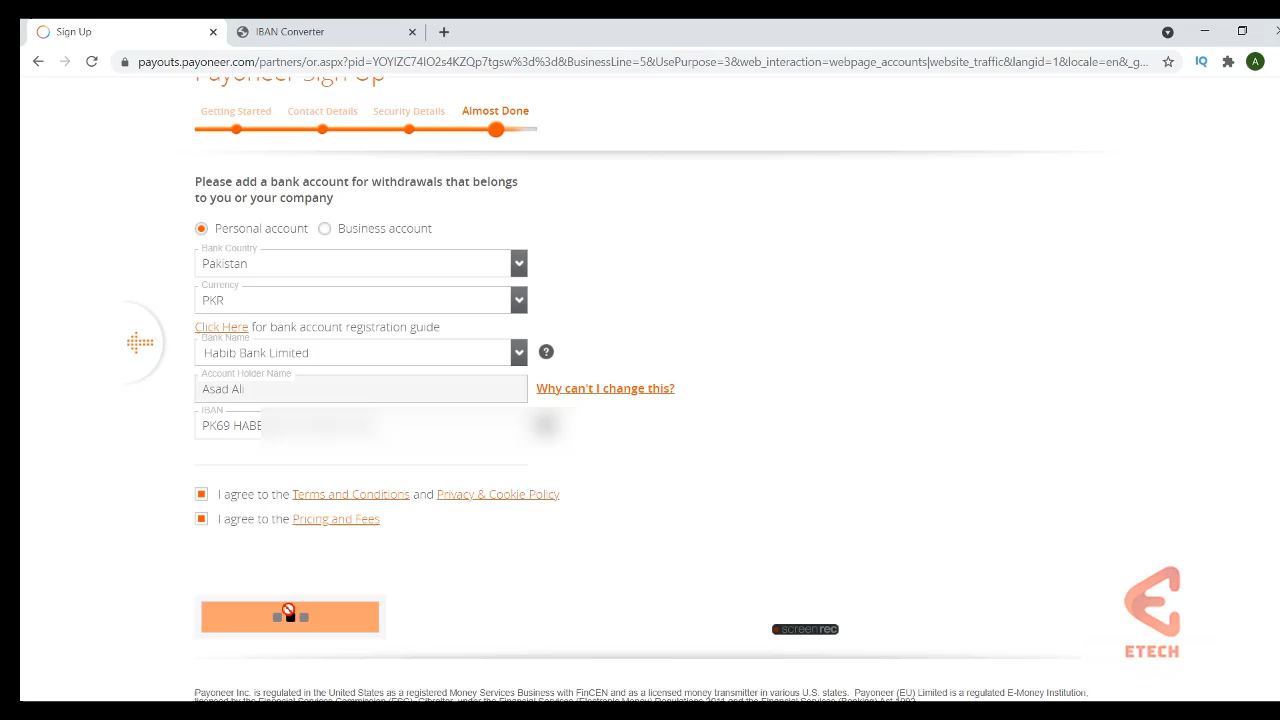 Sign Up
IBAN Converter
payouts.payoneer.com/partners/or.aspx?pid=YOYIZC74IO2s4KZQp7tgsw%3d%3d&BusinessLine=5&UsePurpose=3&web_interaction=webpage_accounts|website_traffic&langid=1&locale=en&_g...
IQ
A
Payoneer Sign Up
Getting Started Contact Details Security Details Almost Done
Please add a bank account for withdrawals that belongs
to you or your company
Personal account Business account
Bank Country
Pakistan
Currency
PKR
Click Here for bank account registration guide
Bank Name
Habib Bank Limited
?
Account Holder Name
Asad Ali
Why can't I change this?
IBAN
PK69 HABB
I agree to the Terms and Conditions and Privacy & Cookie Policy
I agree to the Pricing and Fees
screenrec
ETECH
Payoneer Inc. is regulated in the United States as a registered Money Services Business with FinCEN and as a licensed money transmitter in various U.S. states. Payoneer (EU) Limited is a regulated E-Money Institution,